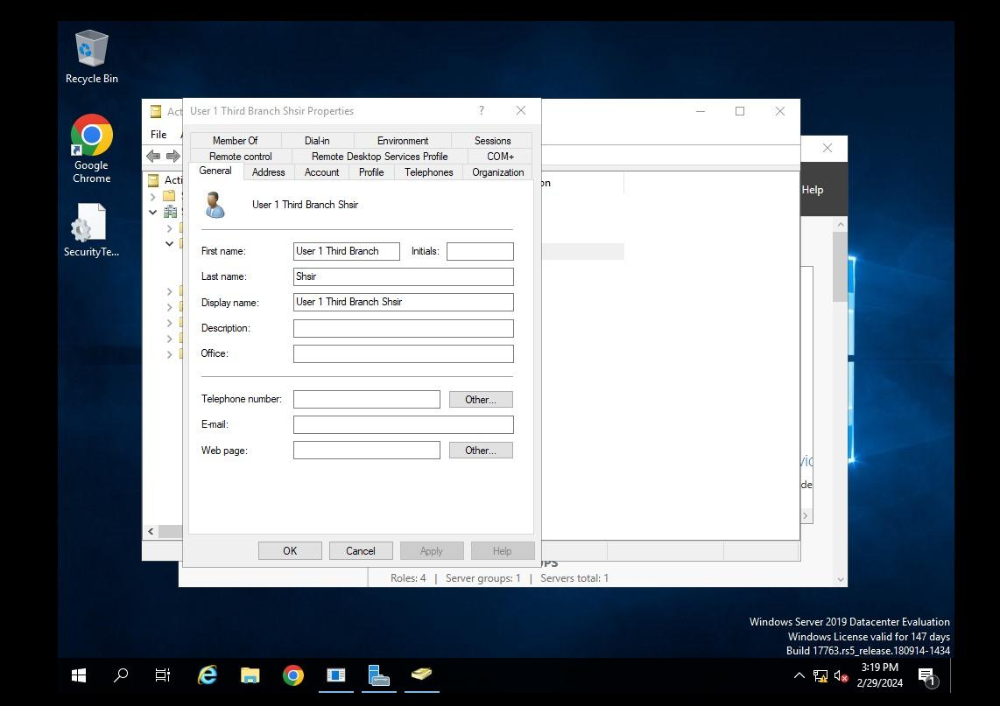 Recycle Bin
Google
Chrome
SecurityTe...
Acti
User 1 Third Branch Shsir Properties
?
File
Help
Acti
Member Of
Dial-in
Environment
Sessions
Remote control
Remote Desktop Services Profile
COM+
General
Address
Account
Profile
Telephones
Organization
on
User 1 Third Branch Shsir
First name:
User 1 Third Branch
Initials:
Last name:
Shsir
Display name:
User 1 Third Branch Shsir
Description:
Office:
Telephone number:
Other...
E-mail:
Web page:
Other...
OK
Cancel
Apply
Help
Roles: 4 | Server groups: 1 | Servers total: 1
Windows Server 2019 Datacenter Evaluation
Windows License valid for 147 days
Build 17763.rs5_release.180914-1434
3:19 PM
2/29/2024
1